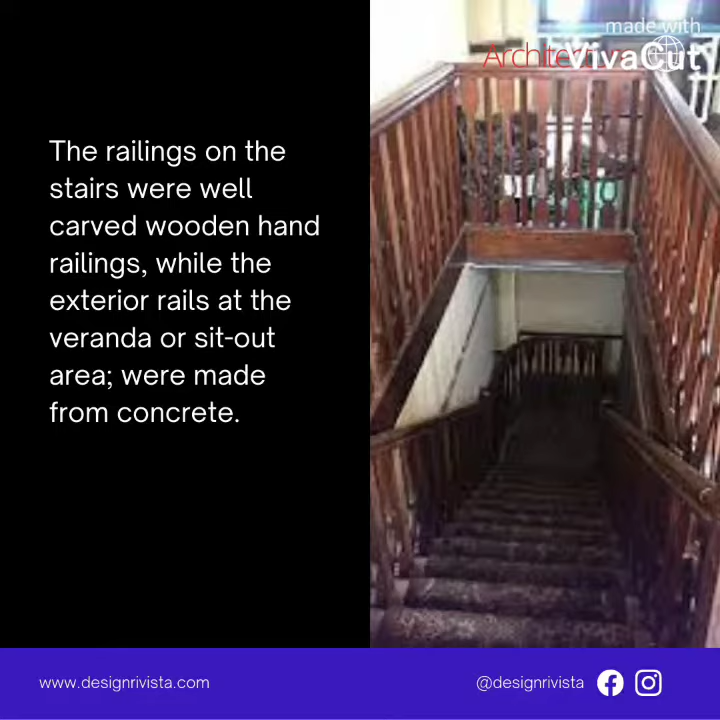 made with
VivaCut
The railings on the
stairs were well
carved wooden hand
railings, while the
exterior rails at the
veranda or sit-out
area; were made
from concrete.
www.designrivista.com
@designrivista